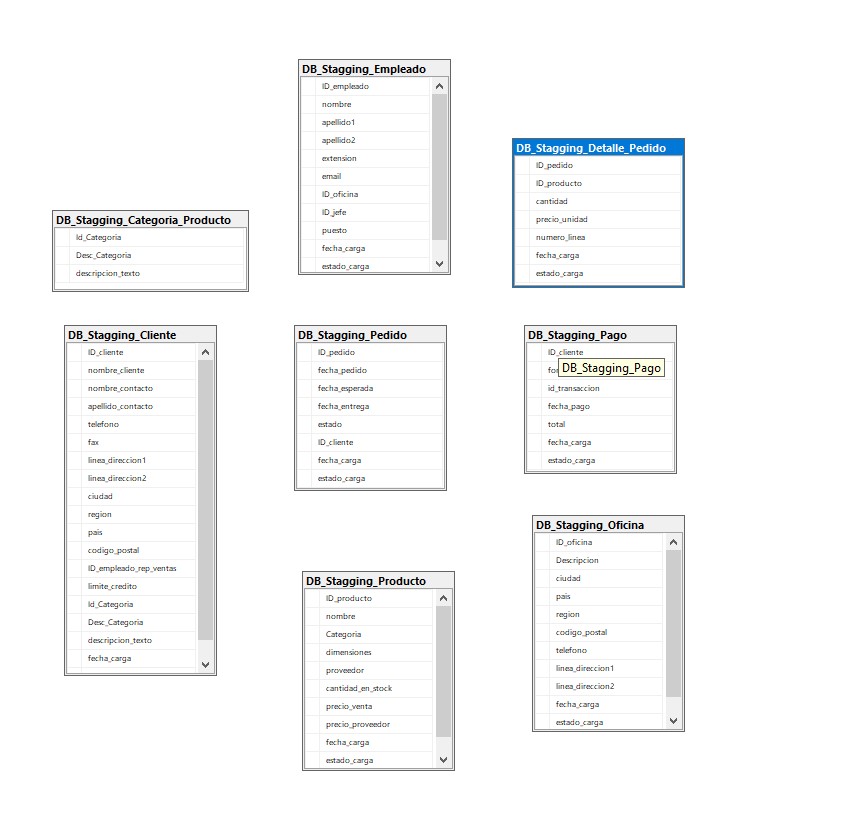 DB_Stagging_Empleado
ID_empleado
nombre
apellido1
apellido2
extension
email
ID_oficina
ID_jefe
puesto
fecha_carga
estado_carga
DB_Stagging_Detalle_Pedido
ID_pedido
ID_producto
cantidad
precio_unidad
numero_linea
fecha_carga
estado_carga
DB_Stagging_Categoria_Producto
Id_Categoria
Desc_Categoria
descripcion_texto
DB_Stagging_Cliente
ID_cliente
nombre_cliente
nombre_contacto
apellido_contacto
telefono
fax
linea_direccion1
linea_direccion2
ciudad
region
pais
codigo_postal
ID_empleado_rep_ventas
limite_credito
Id_Categoria
Desc_Categoria
descripcion_texto
fecha_carga
DB_Stagging_Pedido
ID_pedido
fecha_pedido
fecha_esperada
fecha_entrega
estado
ID_cliente
fecha_carga
estado_carga
DB_Stagging_Pago
ID_cliente
DB_Stagging_Pago
id_transaccion
fecha_pago
total
fecha_carga
estado_carga
DB_Stagging_Producto
ID_producto
nombre
Categoria
dimensiones
proveedor
cantidad_en_stock
precio_venta
precio_proveedor
fecha_carga
estado_carga
DB_Stagging_Oficina
ID_oficina
Descripcion
ciudad
pais
region
codigo_postal
telefono
linea_direccion1
linea_direccion2
fecha_carga
estado_carga